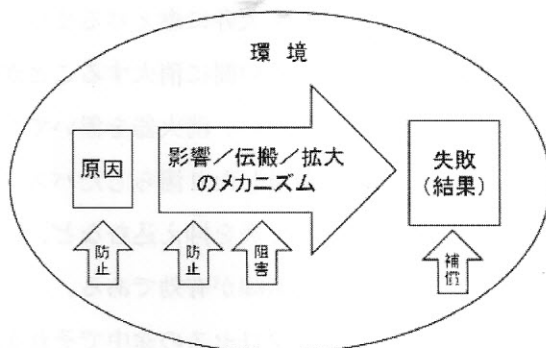 環 境
原因
影響／伝搬／拡大
のメカニズム
失敗
(結果)
防止
防止
阻害
補償